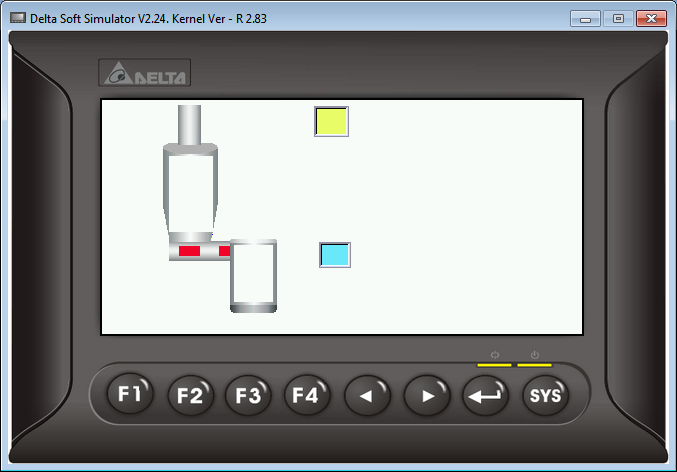 Delta Soft Simulator V2.24. Kernel Ver - R 2.83
DELTA
F1 F2 F3 F4 SYS